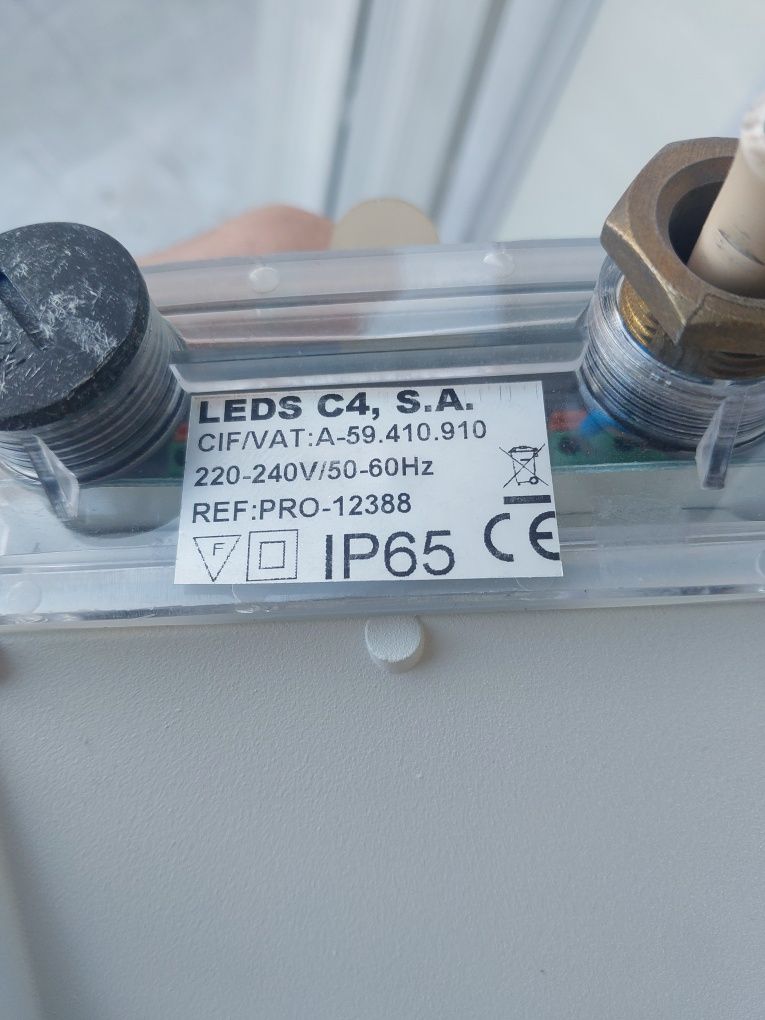 LEDS C4, S.A.
CIF/VAT:A-59.410.910
220-240V/50-60Hz
REF:PRO-12388
F IP65 CE